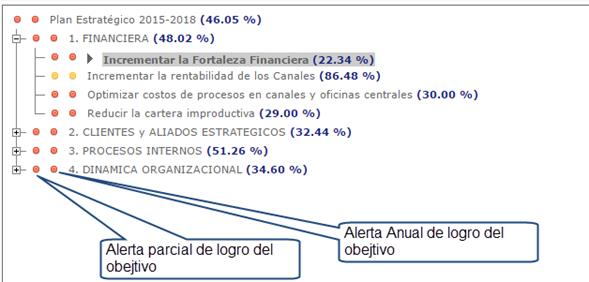 Plan Estratégico 2015-2018 (46.05 %)
1. FINANCIERA (48.02 %)
Incrementar la Fortaleza Financiera (22.34 %)
Incrementar la rentabilidad de los Canales (86.48 %)
Optimizar costos de procesos en canales y oficinas centrales (30.00 %)
Reducir la cartera improductiva (29.00 %)
2. CLIENTES y ALIADOS ESTRATEGICOS (32.44 %)
3. PROCESOS INTERNOS (51.26 %)
4. DINAMICA ORGANIZACIONAL (34.60 %)
Alerta Anual de logro del
obejtivo
Alerta parcial de logro del
obejtivo